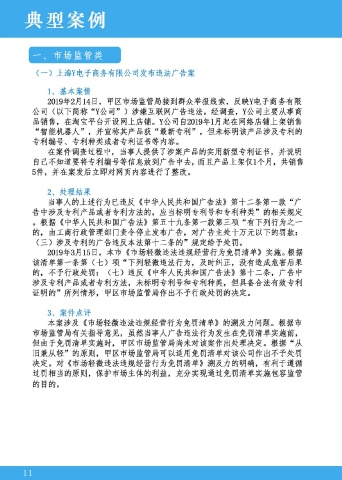 典型案例
一、市场监管类
（一）上海Y电子商务有限公司发布违法广告案
1、基本案情
2019年2月14日，甲区市场监管局接到群众举报线索，反映Y电子商务有限
公司（以下简称“Y公司”）涉嫌互联网广告违法。经调查，Y公司主要从事商
品销售，在淘宝平台开设网上店铺。Y公司自2019年1月起在网络店铺上架销售
“智能机器人”，并宣称其产品获“最新专利”，但未标明该产品涉及专利的
专利编号、专利种类或者专利证书等内容。
在案件调查过程中，当事人提供了涉案产品的实用新型专利证书，并说明
自己不知道要将专利编号等信息放到广告中去，而且产品上架仅1个月，共销售
5件，并在案发后立即对网页内容进行了整改。
2、处理结果
当事人的上述行为已违反《中华人民共和国广告法》第十二条第一款“广
告中涉及专利产品或者专利方法的，应当标明专利号和专利种类”的相关规定
。根据《中华人民共和国广告法》第五十九条第一款第三项“有下列行为之一
的，由工商行政管理部门责令停止发布广告，对广告主处十万元以下的罚款：
（三）涉及专利的广告违反本法第十二条的”规定给予处罚。
2019年3月15日，本市《市场轻微违法违规经营行为免罚清单》实施。根据
该清单第一条第（七）项“下列轻微违法行为，及时纠正，没有造成危害后果
的，不予行政处罚：（七）违反《中华人民共和国广告法》第十二条，广告中
涉及专利产品或者专利方法，未标明专利号和专利种类，但具备合法有效专利
证明的”所列情形，甲区市场监管局作出不予行政处罚的决定。
3、案件点评
本案涉及《市场轻微违法违规经营行为免罚清单》的溯及力问题。根据市
市场监管局有关指导意见，虽然当事人广告违法行为发生在免罚清单实施前，
但由于免罚清单实施时，甲区市场监管局尚未对该案作出处理决定。根据“从
旧兼从轻”的原则，甲区市场监管局可以适用免罚清单对该公司作出不予处罚
决定。对《市场轻微违法违规经营行为免罚清单》溯及力的明确，有利于遵循
过罚相当的原则，保护市场主体的利益，充分实现通过免罚清单实施包容监管
的目的。
11